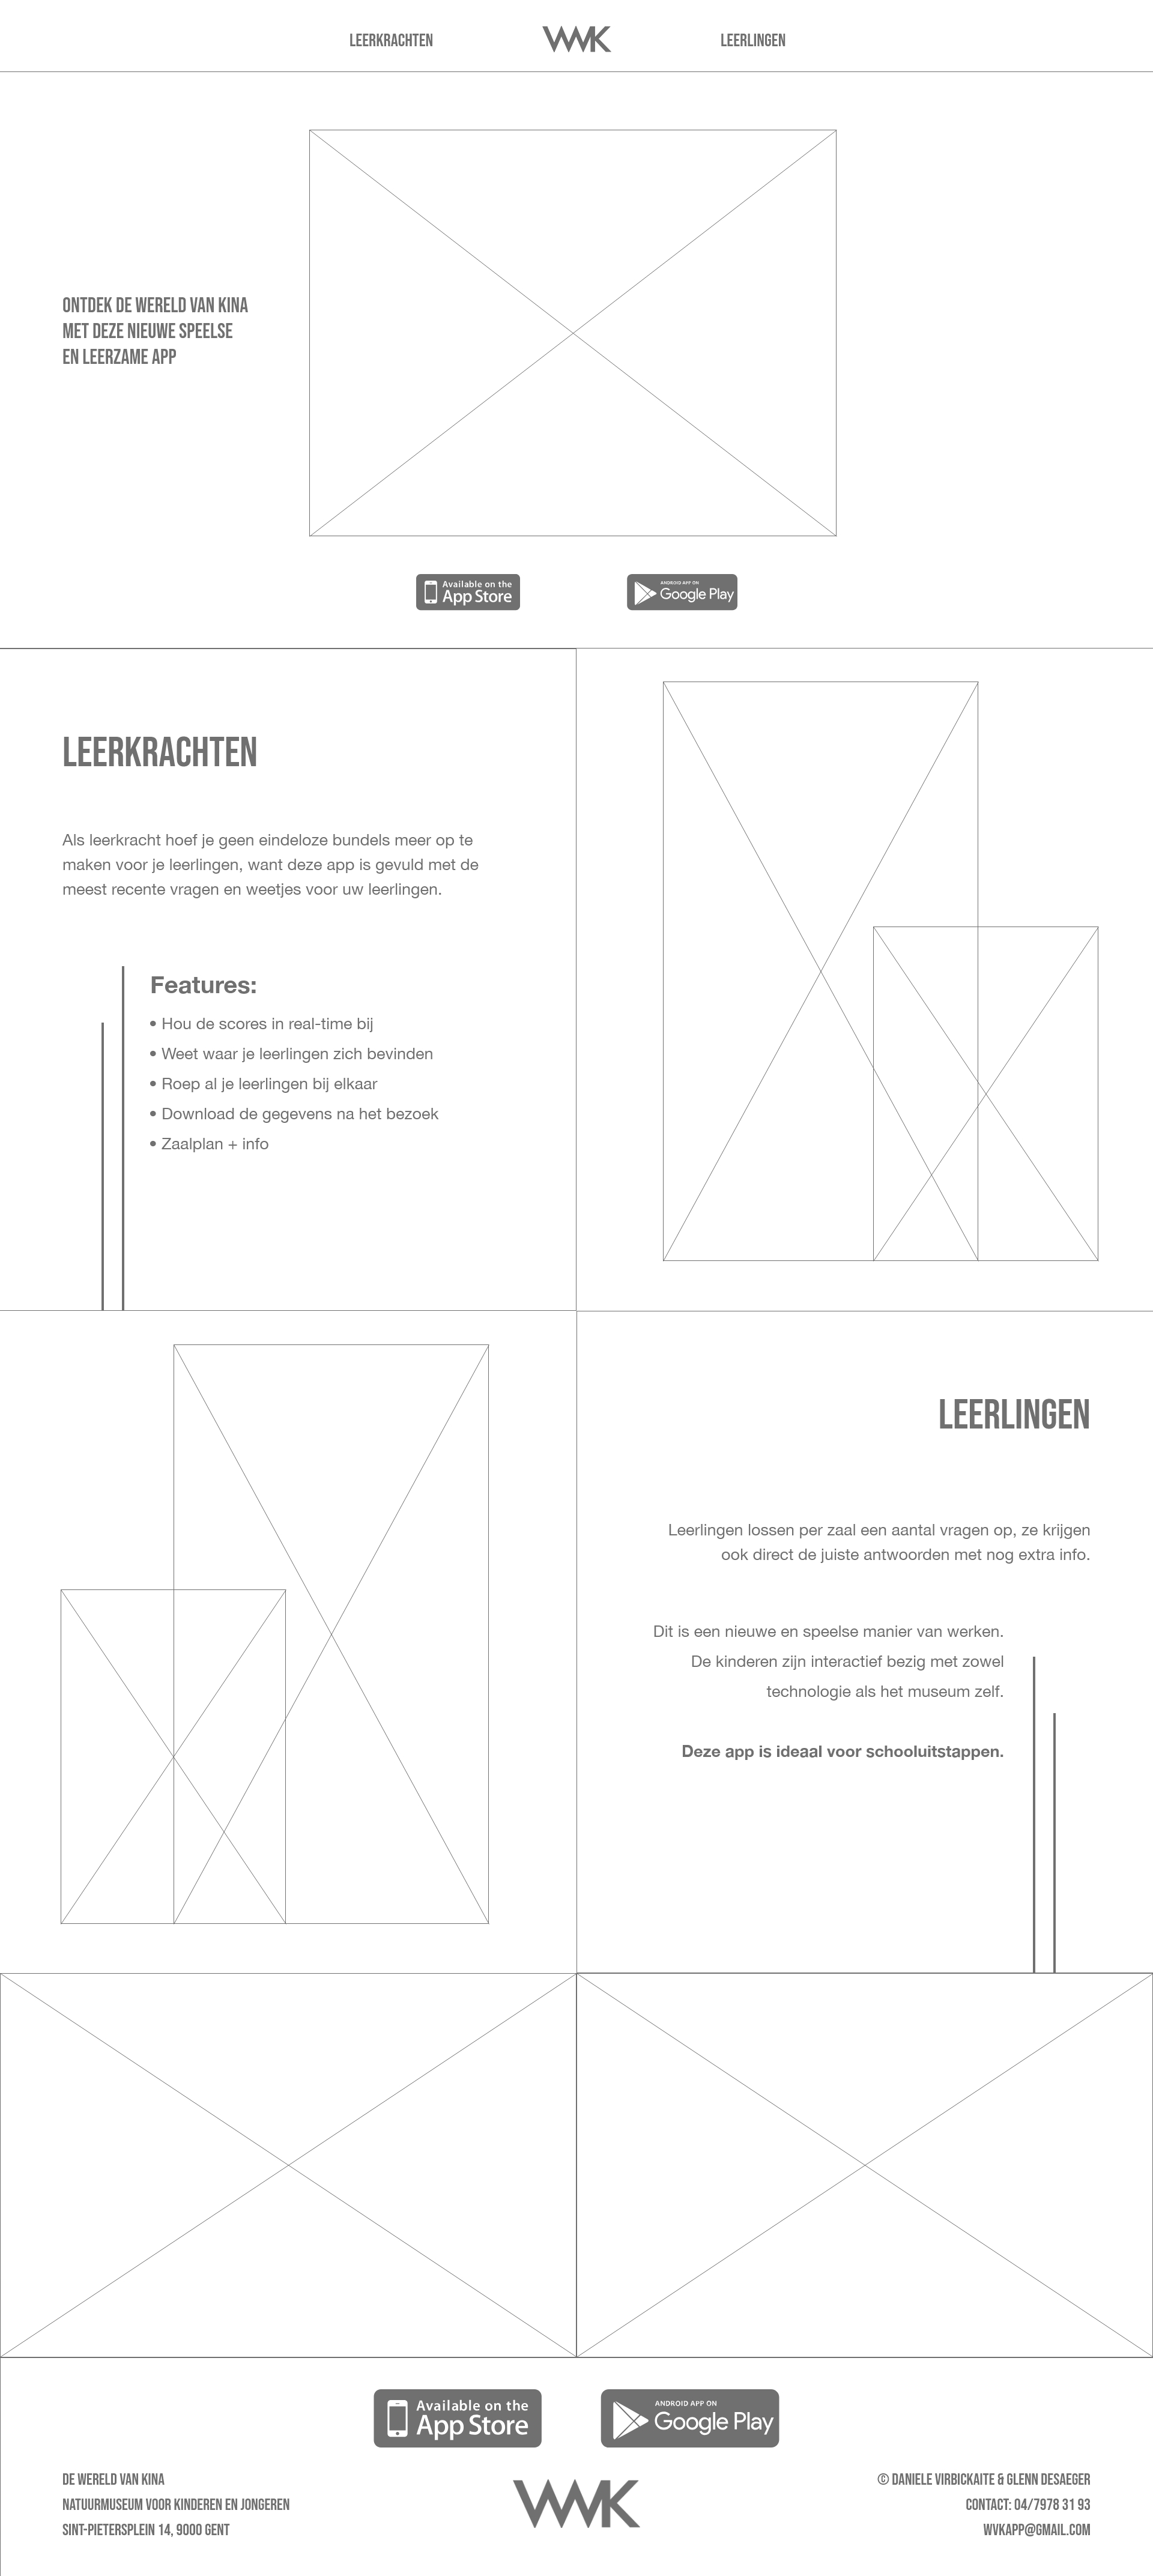 LEERKRACHTEN
WVK
LEERLINGEN
ONTDEK DE WERELD VAN KINA
MET DEZE NIEUWE SPEELSE
EN LEERZAME APP
Available on the
App Store
ANDROID APP ON
Google Play
LEERKRACHTEN
Als leerkracht hoef je geen eindeloze bundels meer op te
maken voor je leerlingen, want deze app is gevuld met de
meest recente vragen en weetjes voor uw leerlingen.
Features:
• Hou de scores in real-time bij
• Weet waar je leerlingen zich bevinden
• Roep al je leerlingen bij elkaar
• Download de gegevens na het bezoek
• Zaalplan + info
LEERLINGEN
Leerlingen lossen per zaal een aantal vragen op, ze krijgen
ook direct de juiste antwoorden met nog extra info.
Dit is een nieuwe en speelse manier van werken.
De kinderen zijn interactief bezig met zowel
technologie als het museum zelf.
Deze app is ideaal voor schooluitstappen.
Available on the
App Store
ANDROID APP ON
Google Play
DE WERELD VAN KINA
NATUURMUSEUM VOOR KINDEREN EN JONGEREN
SINT-PIETERSPLEIN 14, 9000 GENT
WVK
© DANIELE VIRBICKAITE & GLENN DESAEGER
CONTACT: 04/7978 31 93
WVKAPP@GMAIL.COM